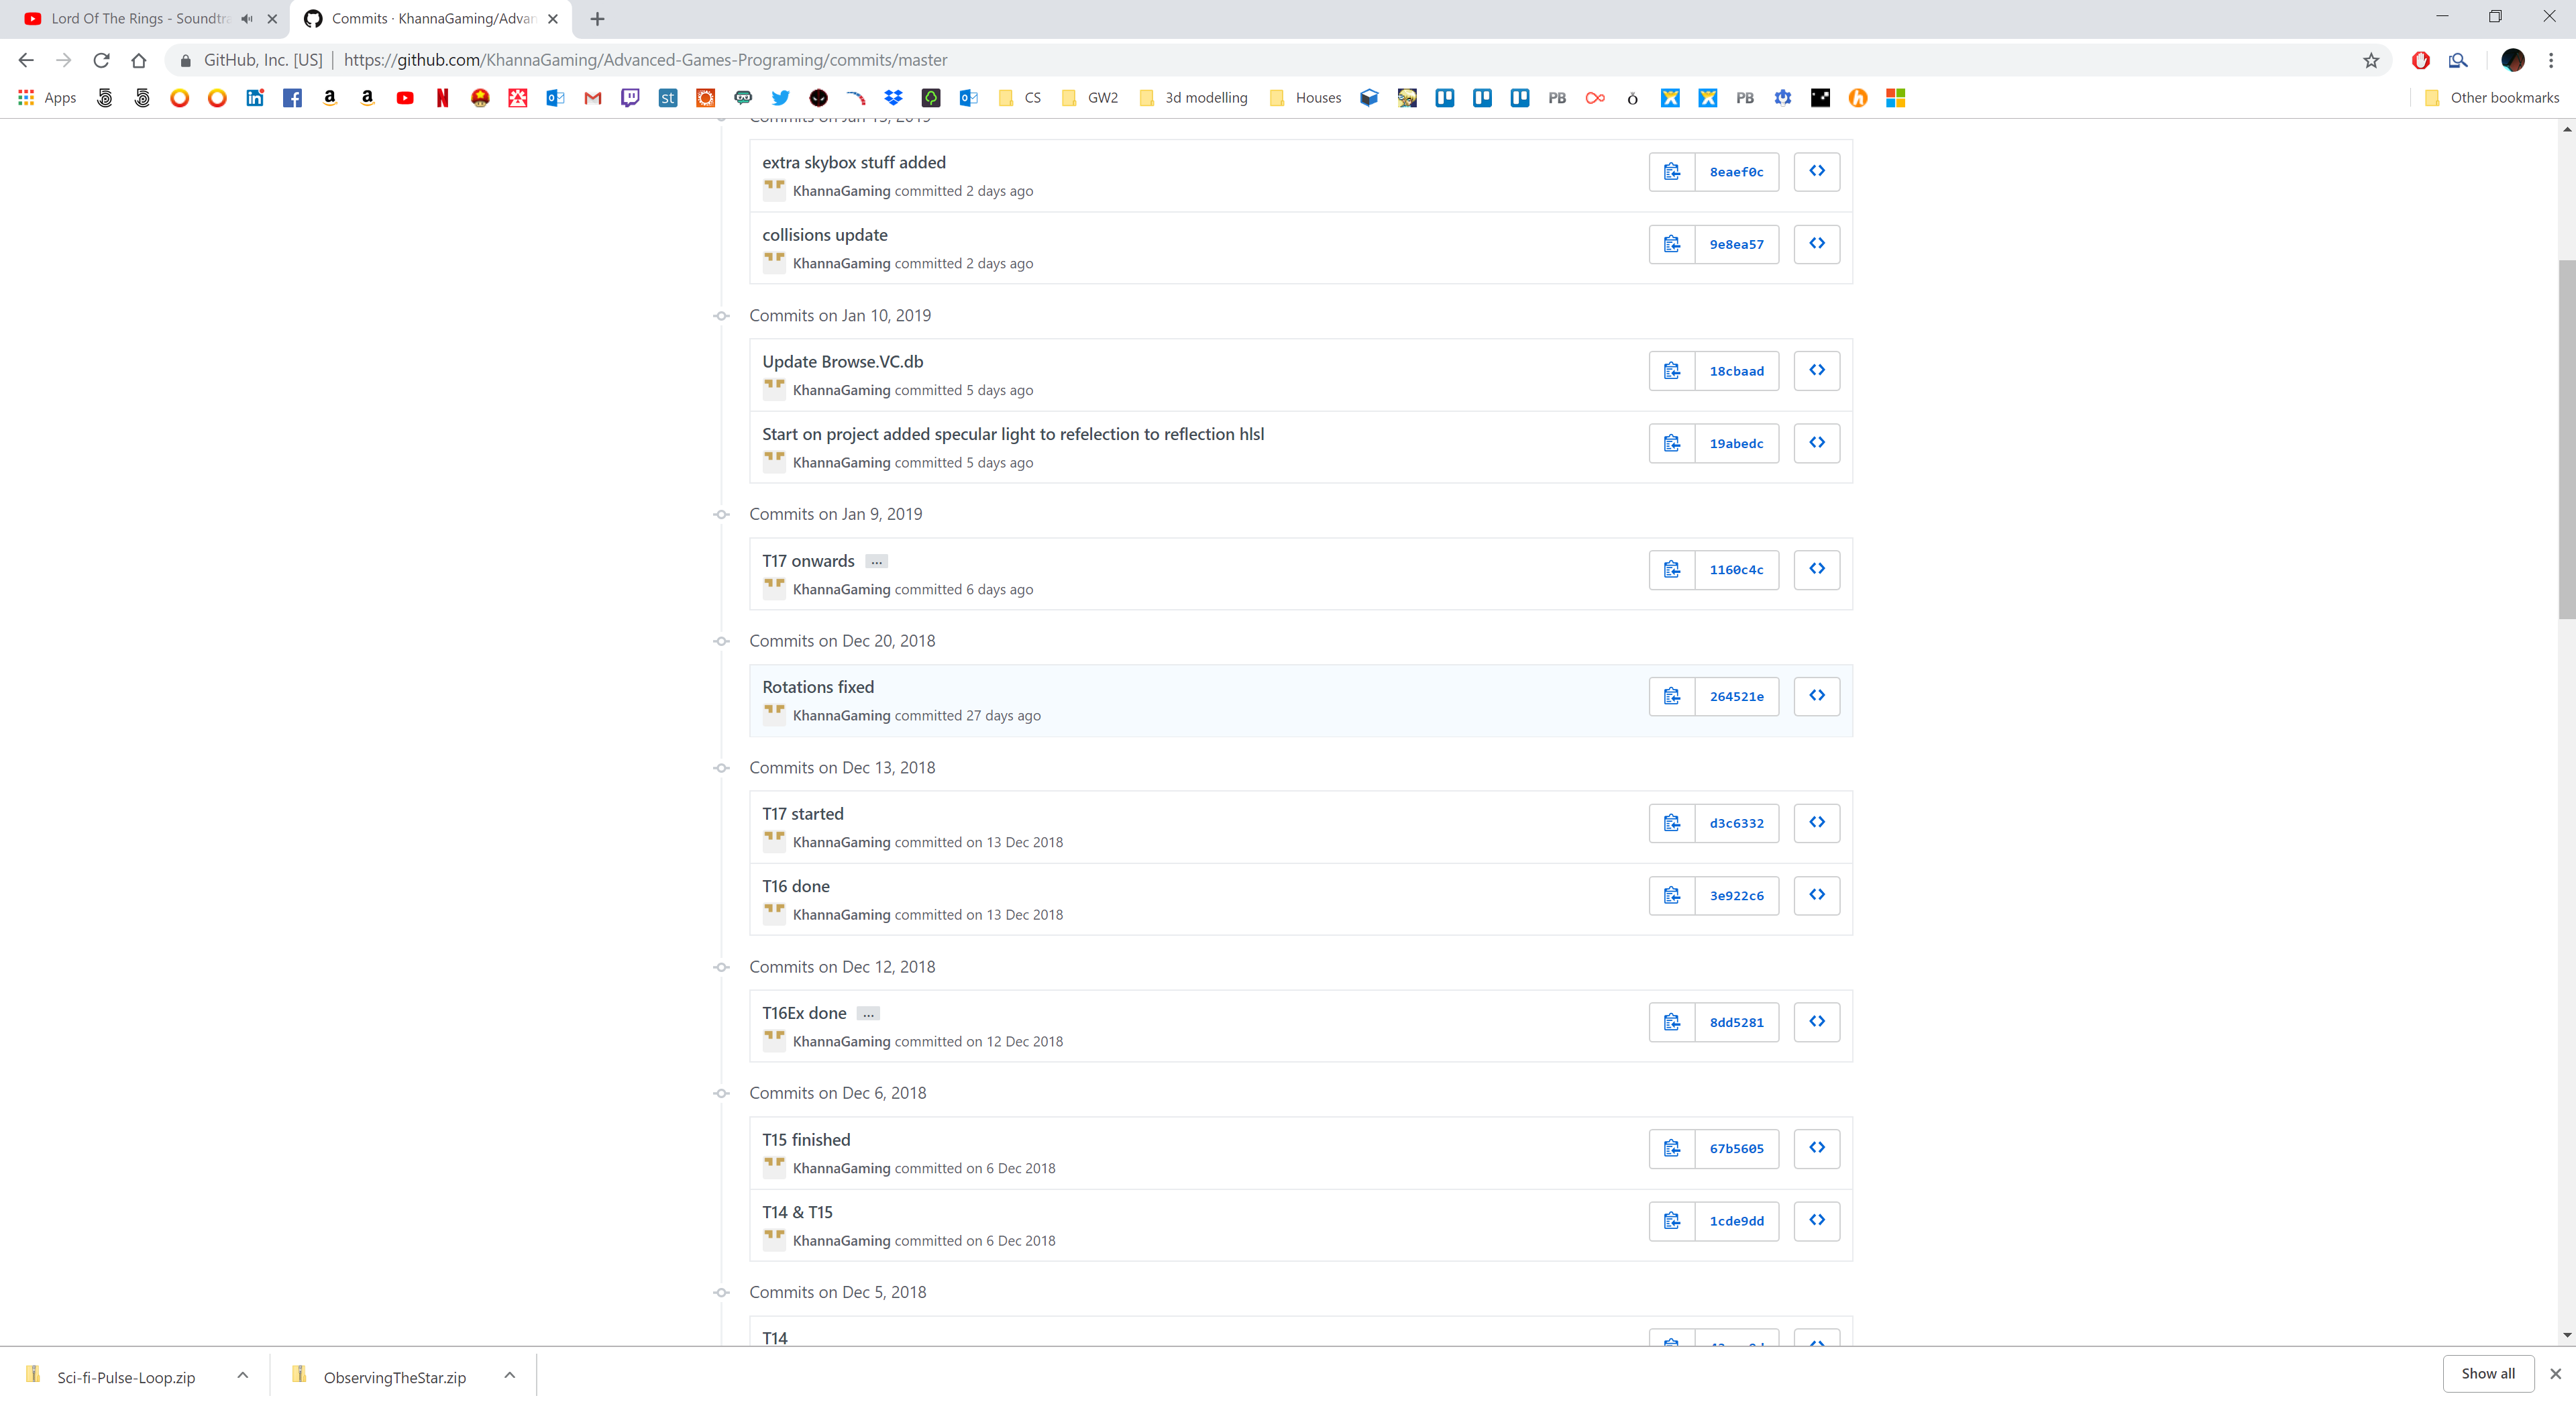 Lord Of The Rings - Soundtra
Commits · KhannaGaming/Advan
GitHub, Inc. [US] | https://github.com/KhannaGaming/Advanced-Games-Programing/commits/master
Apps
CS
GW2
3d modelling
Houses
PB
PB
Other bookmarks
Commits on Jan 13, 2019
extra skybox stuff added
KhannaGaming committed 2 days ago
8eaef0c
collisions update
KhannaGaming committed 2 days ago
9e8ea57
Commits on Jan 10, 2019
Update Browse.VC.db
KhannaGaming committed 5 days ago
18cbaad
Start on project added specular light to refelection to reflection hlsl
KhannaGaming committed 5 days ago
19abedc
Commits on Jan 9, 2019
T17 onwards ...
KhannaGaming committed 6 days ago
1160c4c
Commits on Dec 20, 2018
Rotations fixed
KhannaGaming committed 27 days ago
264521e
Commits on Dec 13, 2018
T17 started
KhannaGaming committed on 13 Dec 2018
d3c6332
T16 done
KhannaGaming committed on 13 Dec 2018
3e922c6
Commits on Dec 12, 2018
T16Ex done ...
KhannaGaming committed on 12 Dec 2018
8dd5281
Commits on Dec 6, 2018
T15 finished
KhannaGaming committed on 6 Dec 2018
67b5605
T14 & T15
KhannaGaming committed on 6 Dec 2018
1cde9dd
Commits on Dec 5, 2018
T14
Sci-fi-Pulse-Loop.zip
ObservingTheStar.zip
Show all